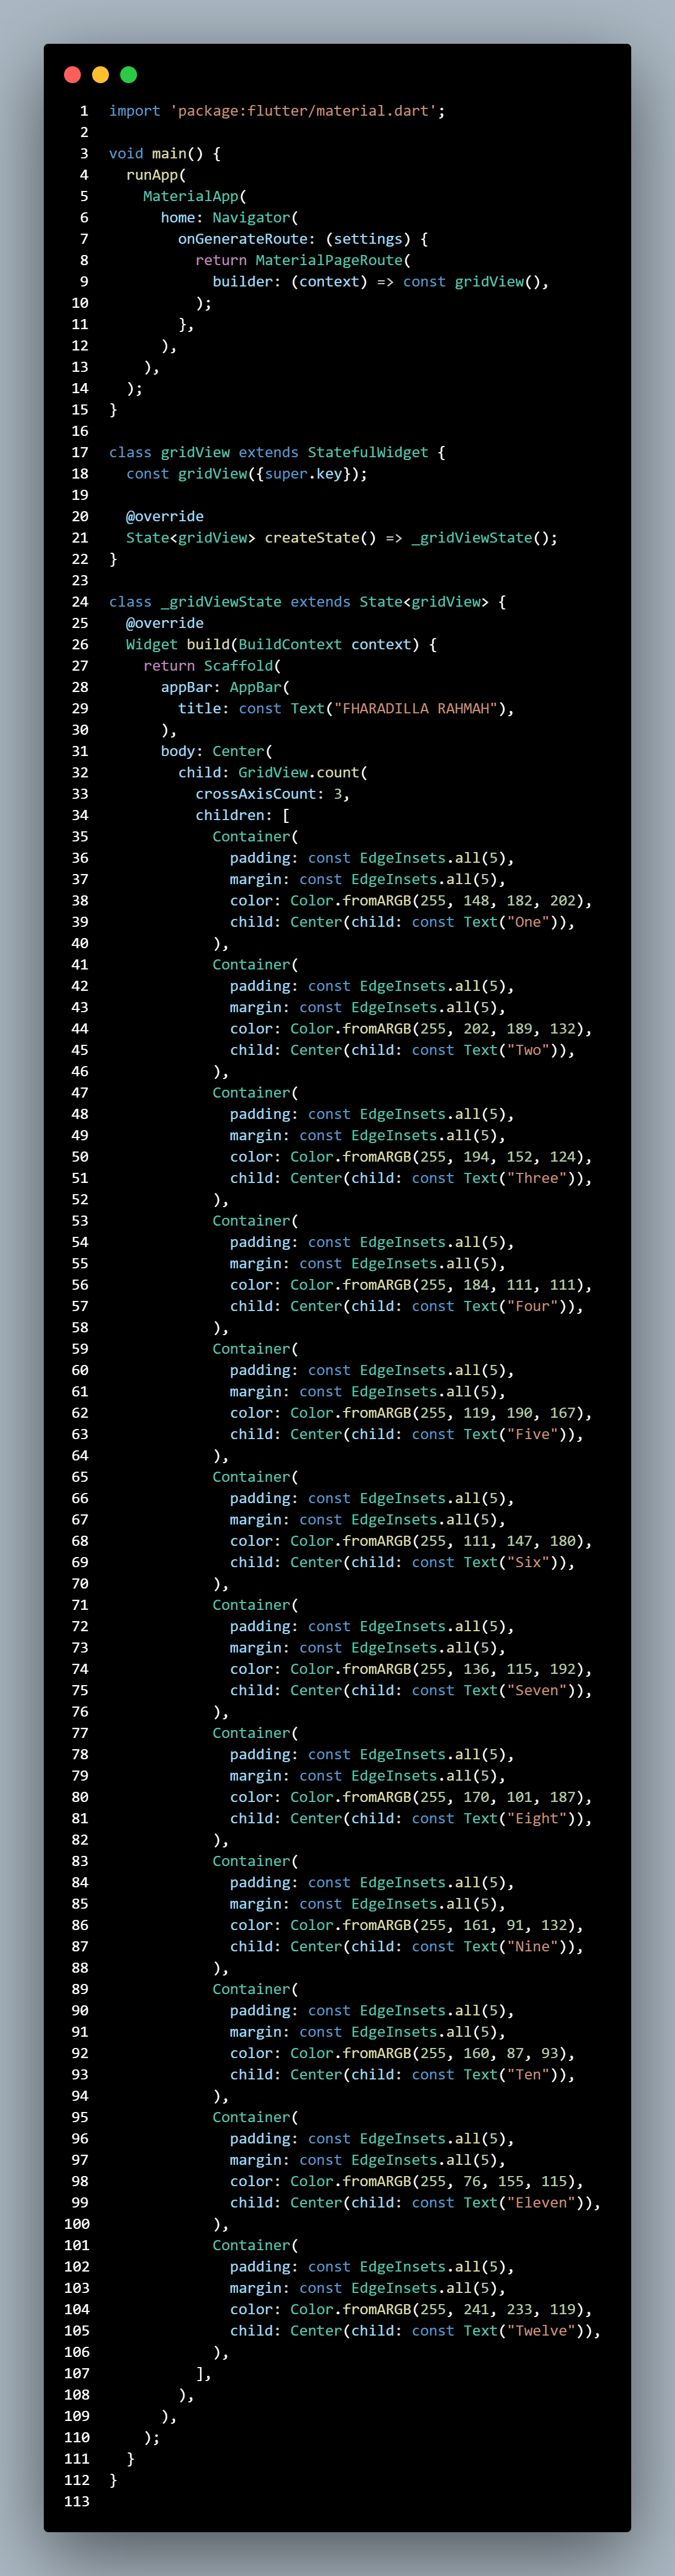 1 import 'package:flutter/material.dart';
2
3 void main() {
4   runApp(
5     MaterialApp(
6       home: Navigator(
7         onGenerateRoute: (settings) {
8           return MaterialPageRoute(
9             builder: (context) => const gridView(),
10           );
11         },
12       ),
13     ),
14   );
15 }
16
17 class gridView extends StatefulWidget {
18   const gridView({super.key});
19
20   @override
21   State<gridView> createState() => _gridViewState();
22 }
23
24 class _gridViewState extends State<gridView> {
25   @override
26   Widget build(BuildContext context) {
27     return Scaffold(
28       appBar: AppBar(
29         title: const Text("FHARADILLA RAHMAH"),
30       ),
31       body: Center(
32         child: GridView.count(
33           crossAxisCount: 3,
34           children: [
35             Container(
36               padding: const EdgeInsets.all(5),
37               margin: const EdgeInsets.all(5),
38               color: Color.fromARGB(255, 148, 182, 202),
39               child: Center(child: const Text("One")),
40             ),
41             Container(
42               padding: const EdgeInsets.all(5),
43               margin: const EdgeInsets.all(5),
44               color: Color.fromARGB(255, 202, 189, 132),
45               child: Center(child: const Text("Two")),
46             ),
47             Container(
48               padding: const EdgeInsets.all(5),
49               margin: const EdgeInsets.all(5),
50               color: Color.fromARGB(255, 194, 152, 124),
51               child: Center(child: const Text("Three")),
52             ),
53             Container(
54               padding: const EdgeInsets.all(5),
55               margin: const EdgeInsets.all(5),
56               color: Color.fromARGB(255, 184, 111, 111),
57               child: Center(child: const Text("Four")),
58             ),
59             Container(
60               padding: const EdgeInsets.all(5),
61               margin: const EdgeInsets.all(5),
62               color: Color.fromARGB(255, 119, 190, 167),
63               child: Center(child: const Text("Five")),
64             ),
65             Container(
66               padding: const EdgeInsets.all(5),
67               margin: const EdgeInsets.all(5),
68               color: Color.fromARGB(255, 111, 147, 180),
69               child: Center(child: const Text("Six")),
70             ),
71             Container(
72               padding: const EdgeInsets.all(5),
73               margin: const EdgeInsets.all(5),
74               color: Color.fromARGB(255, 136, 115, 192),
75               child: Center(child: const Text("Seven")),
76             ),
77             Container(
78               padding: const EdgeInsets.all(5),
79               margin: const EdgeInsets.all(5),
80               color: Color.fromARGB(255, 170, 101, 187),
81               child: Center(child: const Text("Eight")),
82             ),
83             Container(
84               padding: const EdgeInsets.all(5),
85               margin: const EdgeInsets.all(5),
86               color: Color.fromARGB(255, 161, 91, 132),
87               child: Center(child: const Text("Nine")),
88             ),
89             Container(
90               padding: const EdgeInsets.all(5),
91               margin: const EdgeInsets.all(5),
92               color: Color.fromARGB(255, 160, 87, 93),
93               child: Center(child: const Text("Ten")),
94             ),
95             Container(
96               padding: const EdgeInsets.all(5),
97               margin: const EdgeInsets.all(5),
98               color: Color.fromARGB(255, 76, 155, 115),
99               child: Center(child: const Text("Eleven")),
100             ),
101             Container(
102               padding: const EdgeInsets.all(5),
103               margin: const EdgeInsets.all(5),
104               color: Color.fromARGB(255, 241, 233, 119),
105               child: Center(child: const Text("Twelve")),
106             ),
107           ],
108         ),
109       ),
110     );
111   }
112 }
113